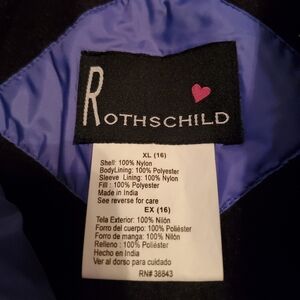 ROTHSCHILD
XL (16)
Shell: 100% Nylon
BodyLining: 100% Polyester
Sleeve Lining: 100% Nylon
Fill : 100% Polyester
Made in India
See reverse for care
EX (16)
Tela Exterior: 100% Nilón
Forro del cuerpo: 100% Poliéster
Forro de manga: 100% Nilón
Relleno : 100% Poliéster
Hecho en India
Ver al dorso para cuidado
RN# 38843